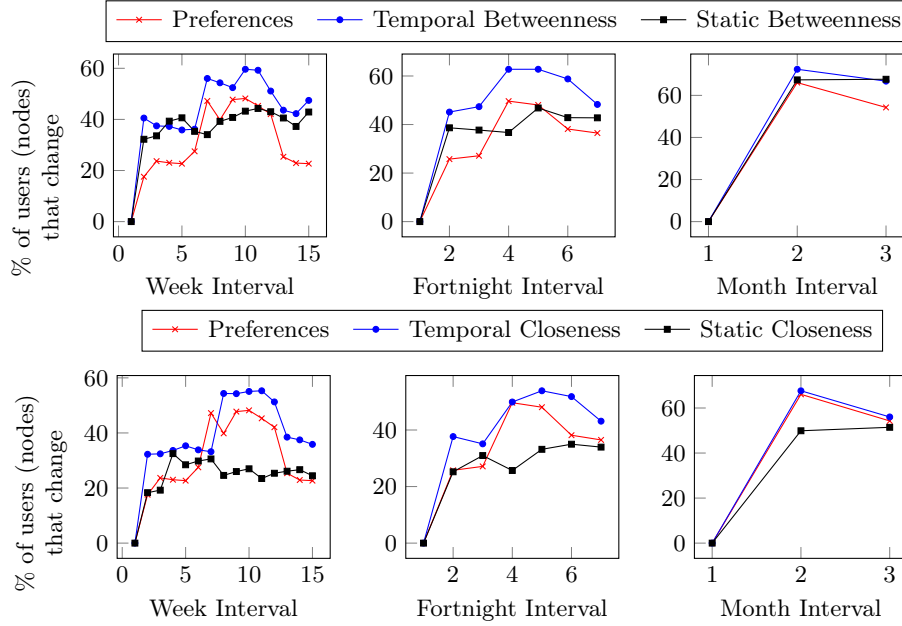 Preferences Temporal Betweenness Static Betweenness
% of users (nodes)
that change
60
40
20
0
0 5 10 15
Week Interval
60
40
20
0
2 4 6
Fortnight Interval
60
40
20
0
1 2 3
Month Interval
Preferences Temporal Closeness Static Closeness
% of users (nodes)
that change
60
40
20
0
0 5 10 15
Week Interval
40
20
0
2 4 6
Fortnight Interval
60
40
20
0
1 2 3
Month Interval